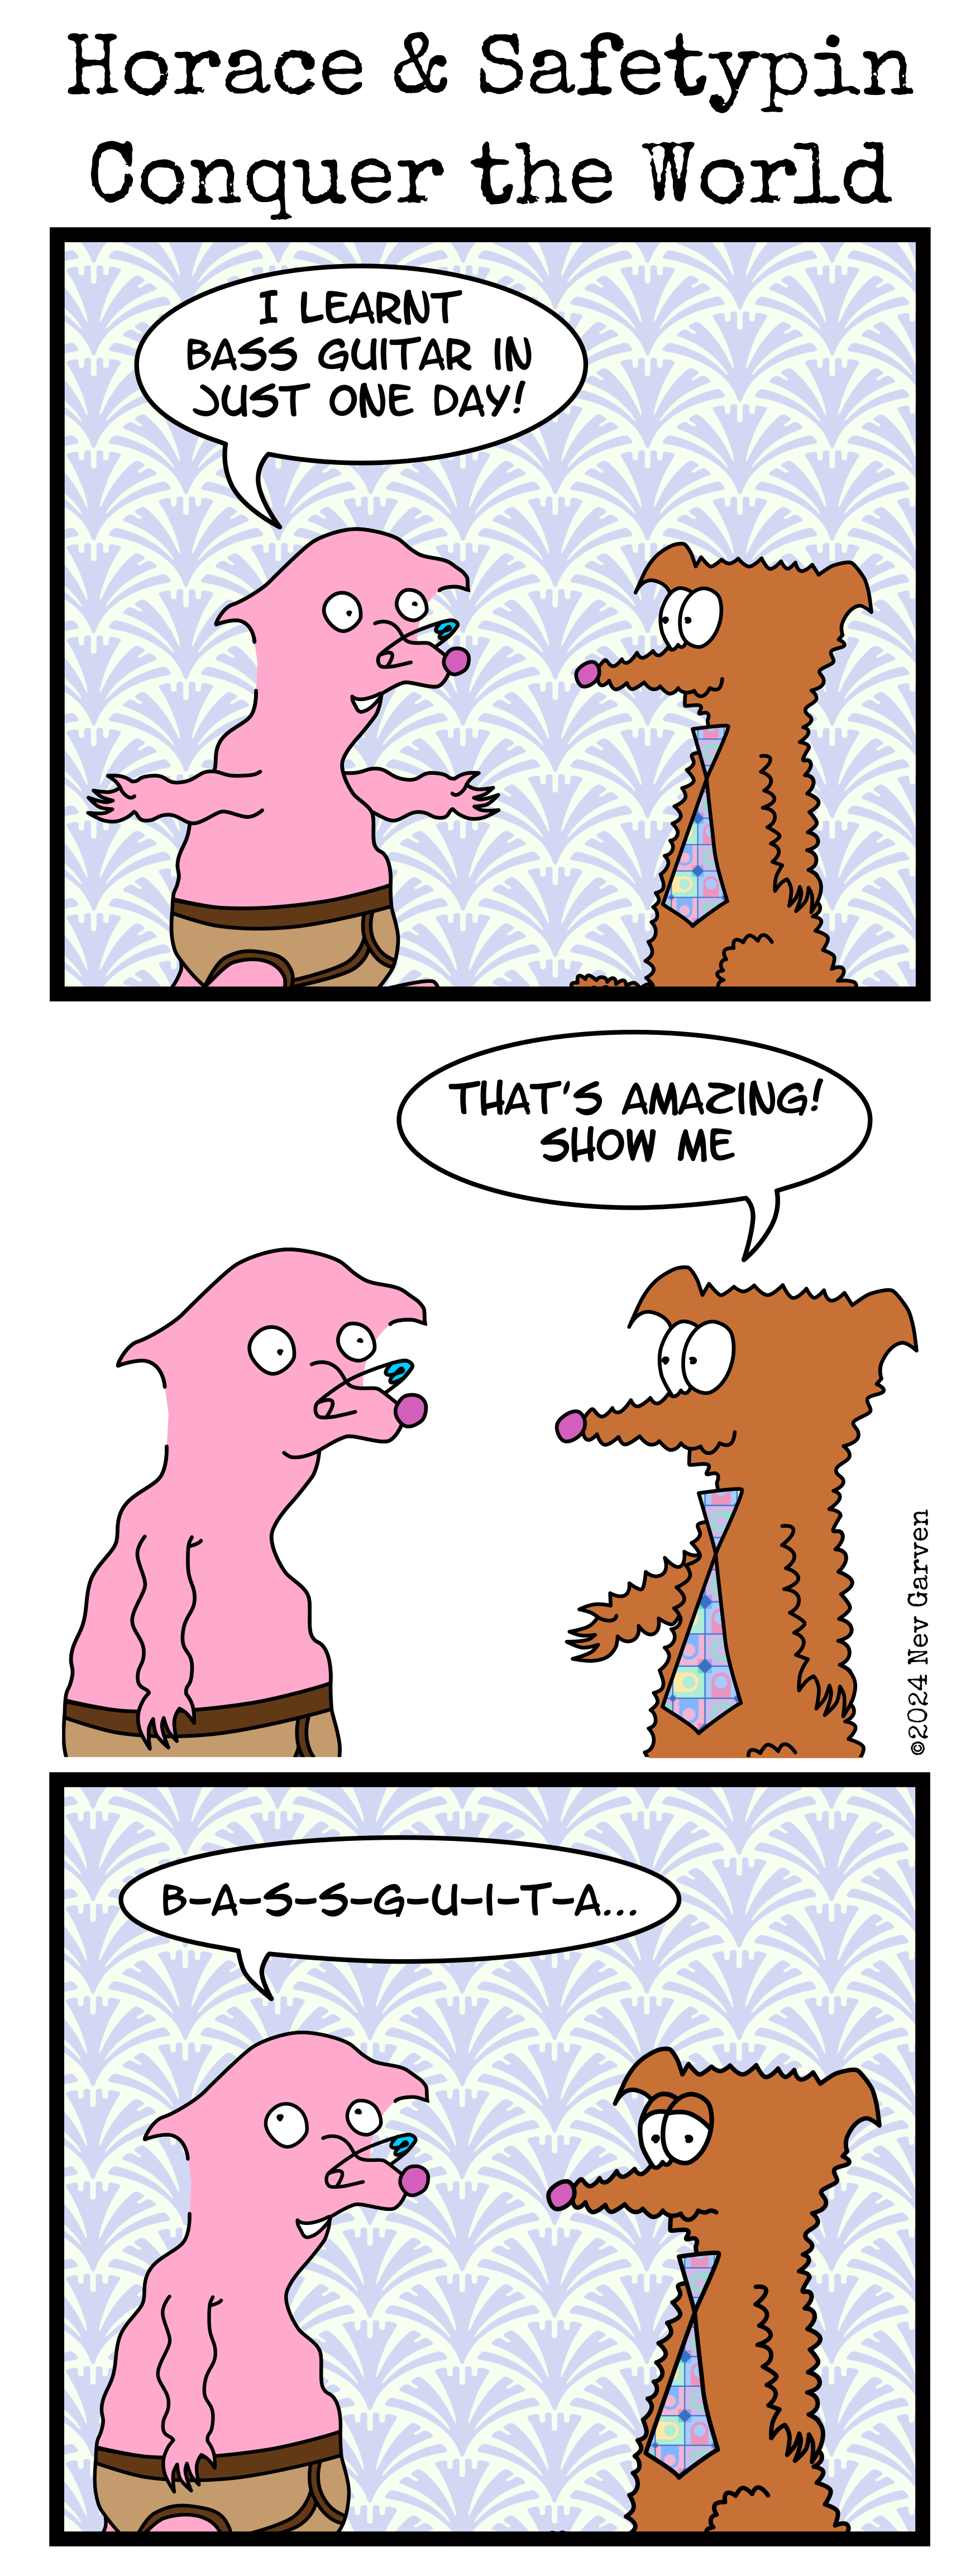 Horace & Safetypin
Conquer the World
I LEARNT
BASS GUITAR IN
JUST ONE DAY!
THAT'S AMAZING!
SHOW ME
©2024 Nev Garven
B-A-S-S-G-U-I-T-A...